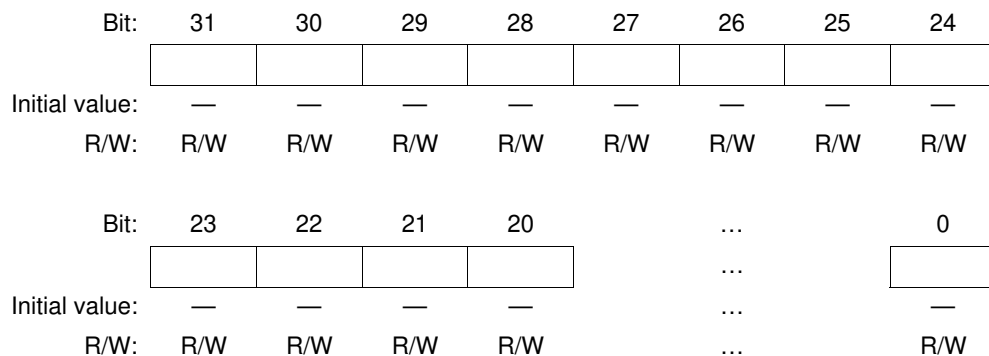 Bit: 31 30 29 28 27 26 25 24
Initial value: — — — — — — — —
R/W: R/W R/W R/W R/W R/W R/W R/W R/W
Bit: 23 22 21 20 … 0
…
Initial value: — — — — … —
R/W: R/W R/W R/W R/W … R/W